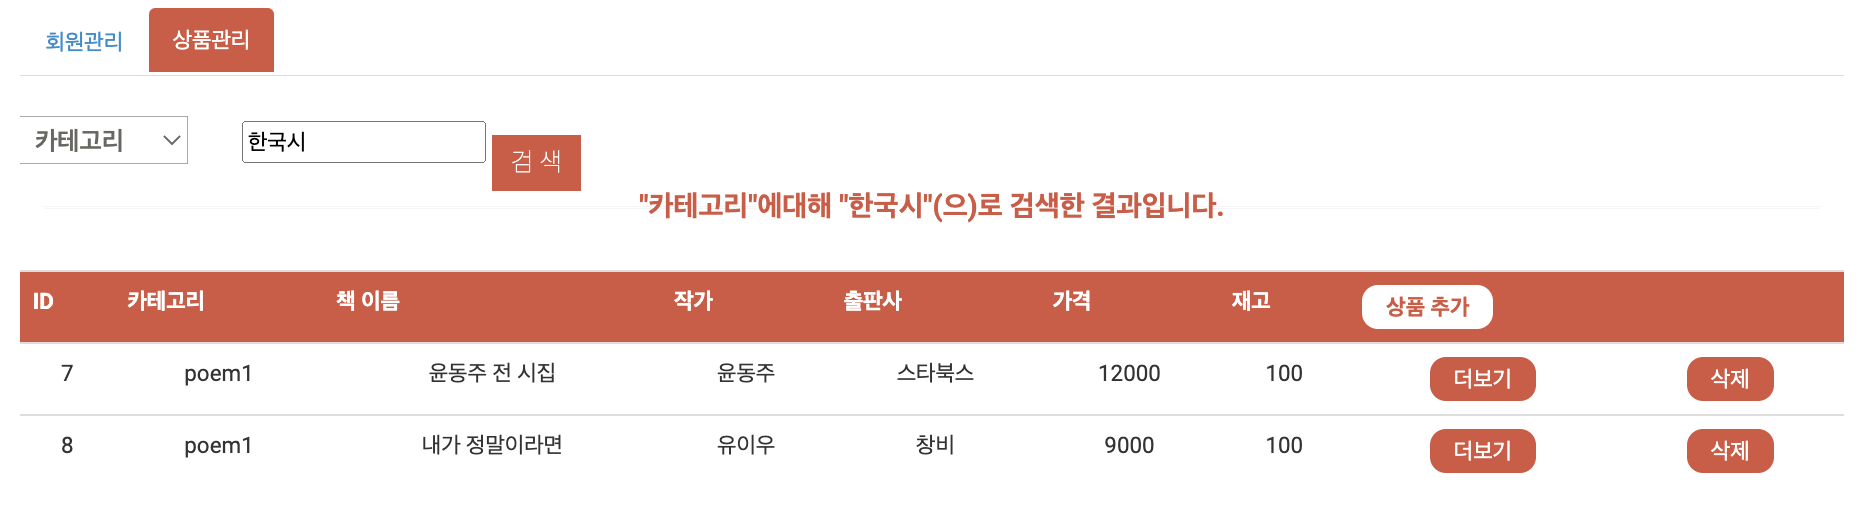 회원관리 상품관리
카테고리 한국시 검 색
"카테고리"에대해 "한국시"(으)로 검색한 결과입니다.
ID 카테고리 책 이름 작가 출판사 가격 재고 상품 추가
7 poem1 윤동주 전 시집 윤동주 스타북스 12000 100 더보기 삭제
8 poem1 내가 정말이라면 유이우 창비 9000 100 더보기 삭제